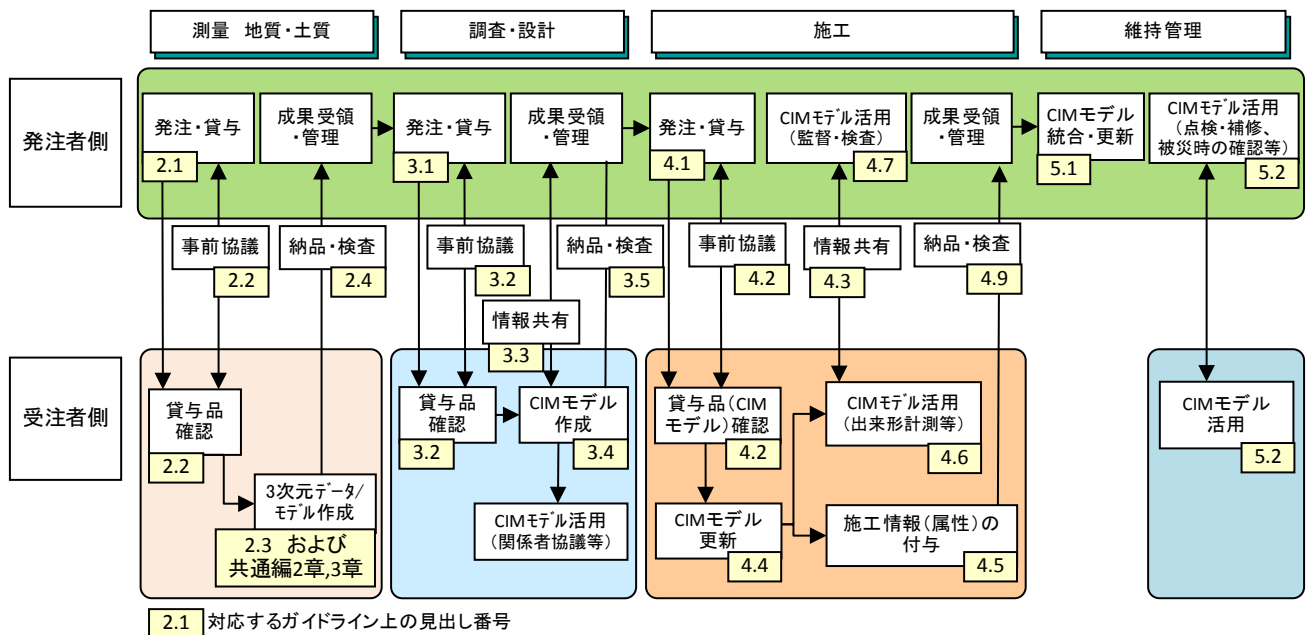 測量 地質・土質
調査・設計
施工
維持管理
発注者側
発注・貸与
2.1
成果受領
・管理
発注・貸与
3.1
成果受領
・管理
発注・貸与
4.1
CIMモデル活用
(監督・検査)
4.7
成果受領
・管理
CIMモデル
統合・更新
5.1
CIMモデル活用
(点検・補修、
被災時の確認等)
5.2
事前協議
2.2
納品・検査
2.4
事前協議
3.2
情報共有
3.3
納品・検査
3.5
事前協議
4.2
情報共有
4.3
納品・検査
4.9
受注者側
貸与品
確認
2.2
3次元データ/
モデル作成
2.3 および
共通編2章,3章
貸与品
確認
3.2
CIMモデル
作成
3.4
CIMモデル活用
(関係者協議等)
貸与品(CIM
モデル)確認
4.2
CIMモデル
更新
4.4
CIMモデル活用
(出来形計測等)
4.6
施工情報(属性)の
付与
4.5
CIMモデル
活用
5.2
2.1 対応するガイドライン上の見出し番号